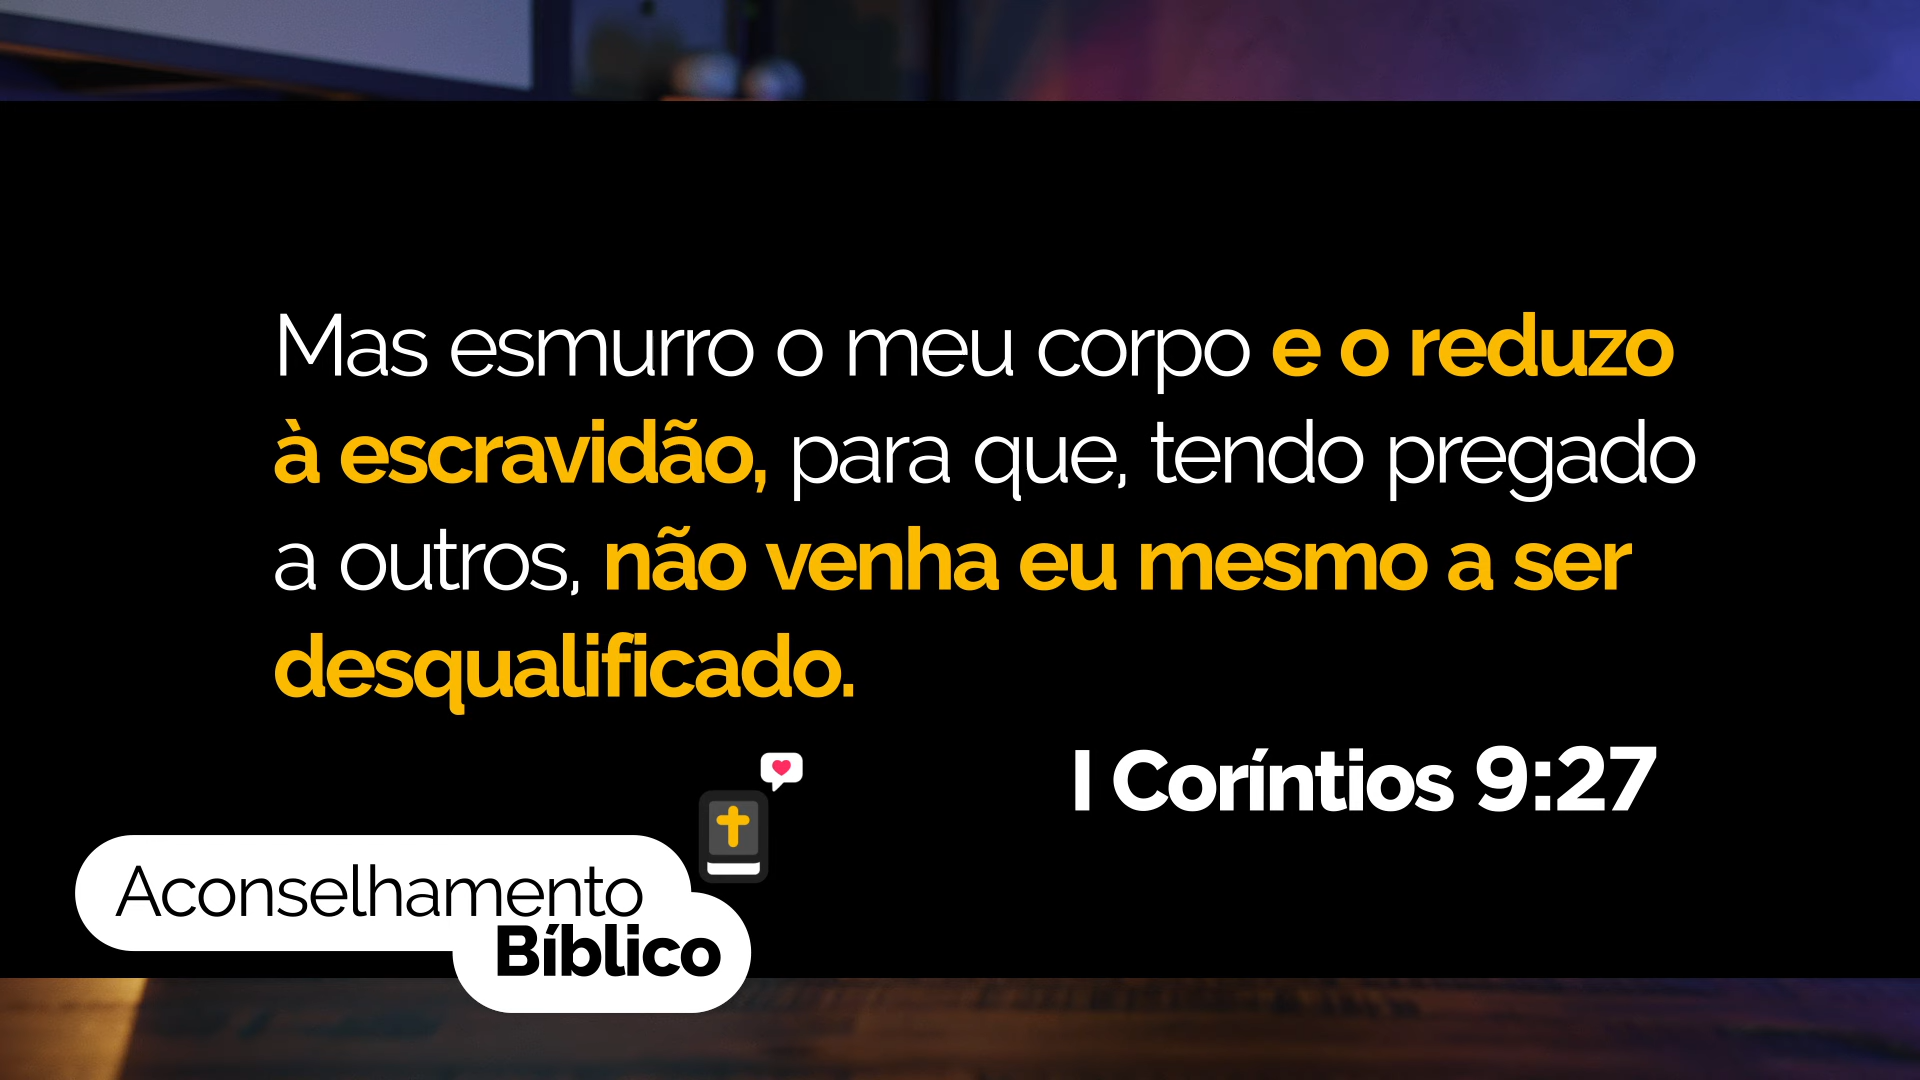 Mas esmurro o meu corpo e o reduzo
à escravidão, para que, tendo pregado
a outros, não venha eu mesmo a ser
desqualificado.
I Coríntios 9:27
Aconselhamento
Bíblico